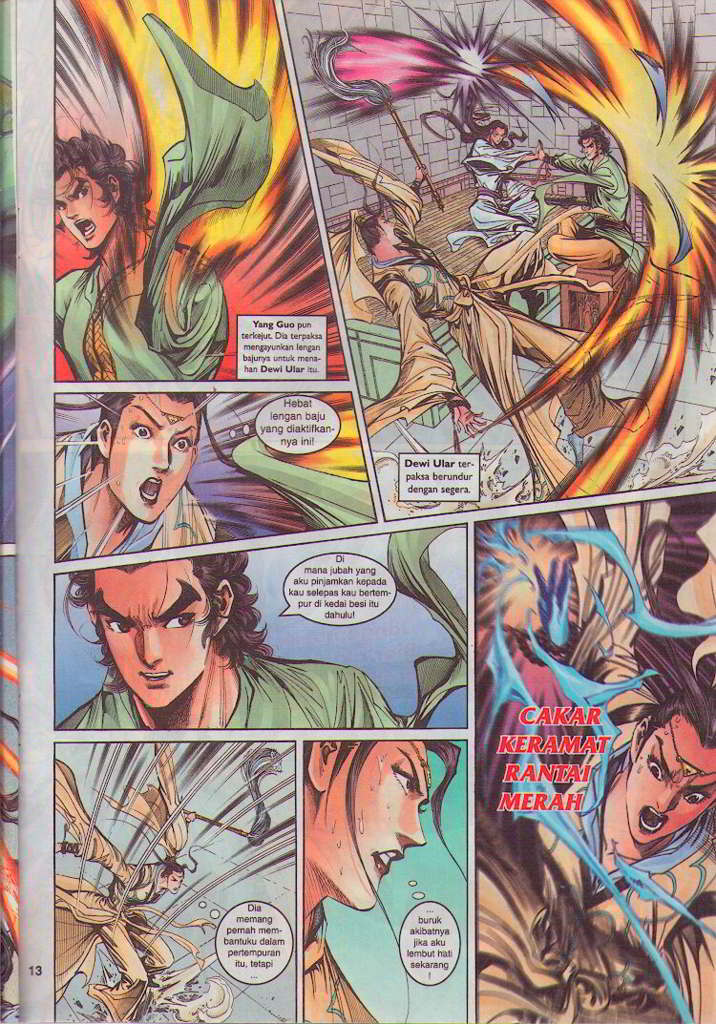 Yang Guo pun
terkejut. Dia terpaksa
mengayunkan lengan
bajunya untuk mena-
han Dewi Ular itu.
Dewi Ular ter-
paksa berundur
dengan segera.
Hebat
lengan baju
yang diaktifkan-
nya ini!
Di
mana jubah yang
aku pinjamkan kepada
kau selepas kau bertem-
pur di kedai besi itu
dahulu!
CAKAR
KERAMAT
RANTAI
MERAH
Dia
memang
pernah mem-
bantuku dalam
pertempuran
itu, tetapi
...
...
buruk
akibatnya
jika aku
lembut hati
sekarang
!
13